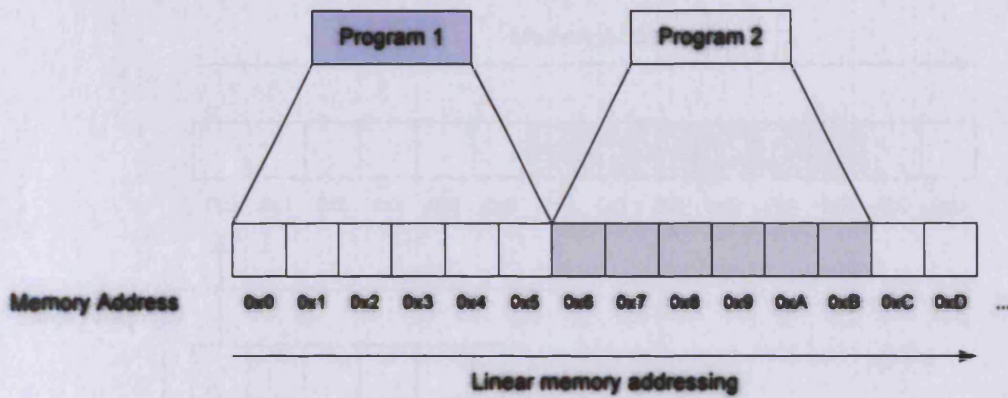 Program 1 Program 2
Memory Address 0x0 0x1 0x2 0x3 0x4 0x5 0x6 0x7 0x8 0x9 0xA 0xB 0xC 0xD ...
Linear memory addressing